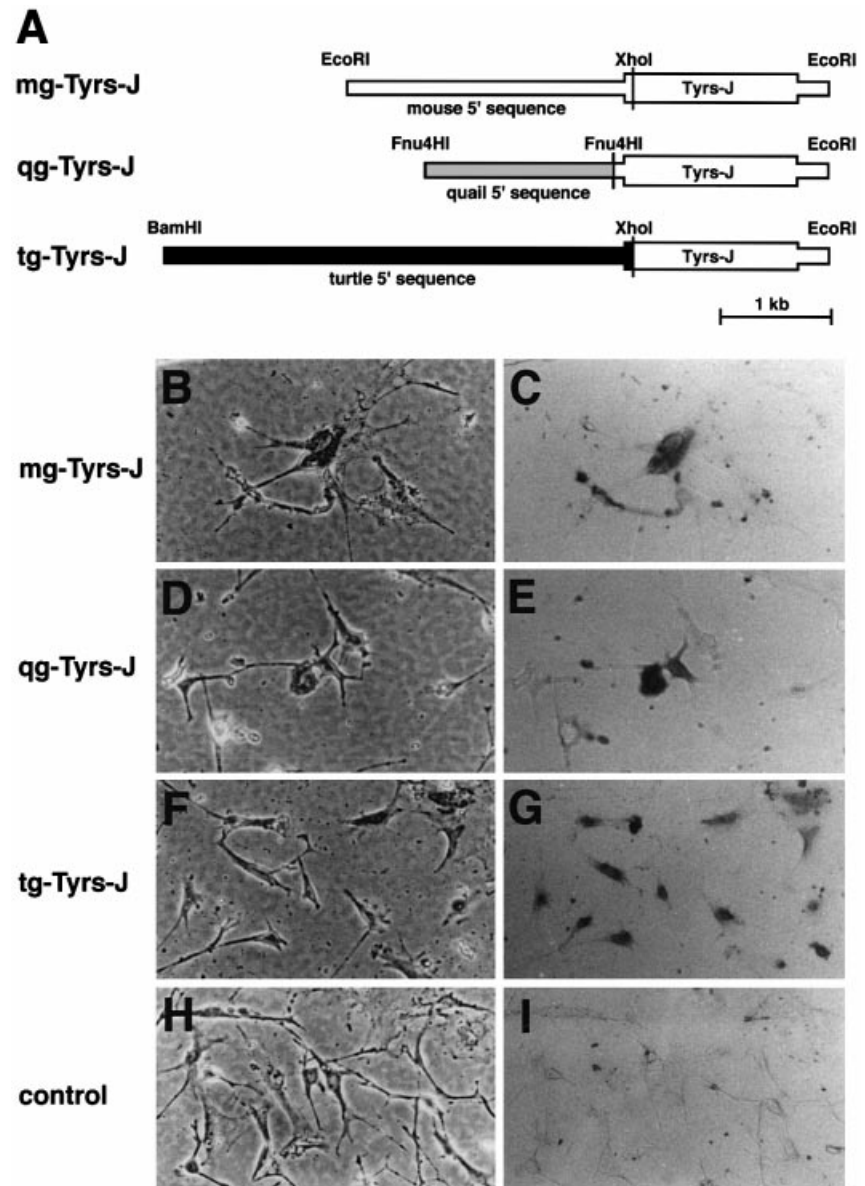 A
EcoRI XhoI EcoRI
mg-Tyrs-J
Tyrs-J
mouse 5' sequence
Fnu4HI Fnu4HI EcoRI
qg-Tyrs-J
Tyrs-J
quail 5' sequence
BamHI XhoI EcoRI
tg-Tyrs-J
Tyrs-J
turtle 5' sequence
1 kb
mg-Tyrs-J B C
qg-Tyrs-J D E
tg-Tyrs-J F G
control H I